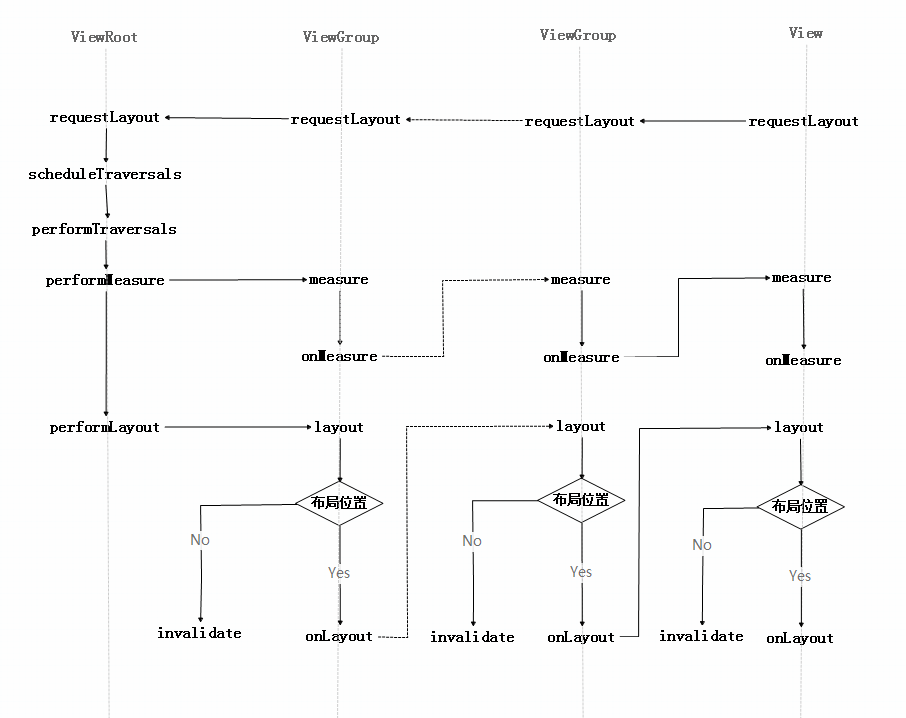 ViewRoot ViewGroup ViewGroup View
requestLayout requestLayout requestLayout requestLayout
scheduleTraversals
performTraversals
performMeasure measure measure measure
onMeasure onMeasure onMeasure
performLayout layout layout layout
布局位置 布局位置 布局位置
No No No
Yes Yes Yes
invalidate onLayout invalidate onLayout invalidate onLayout